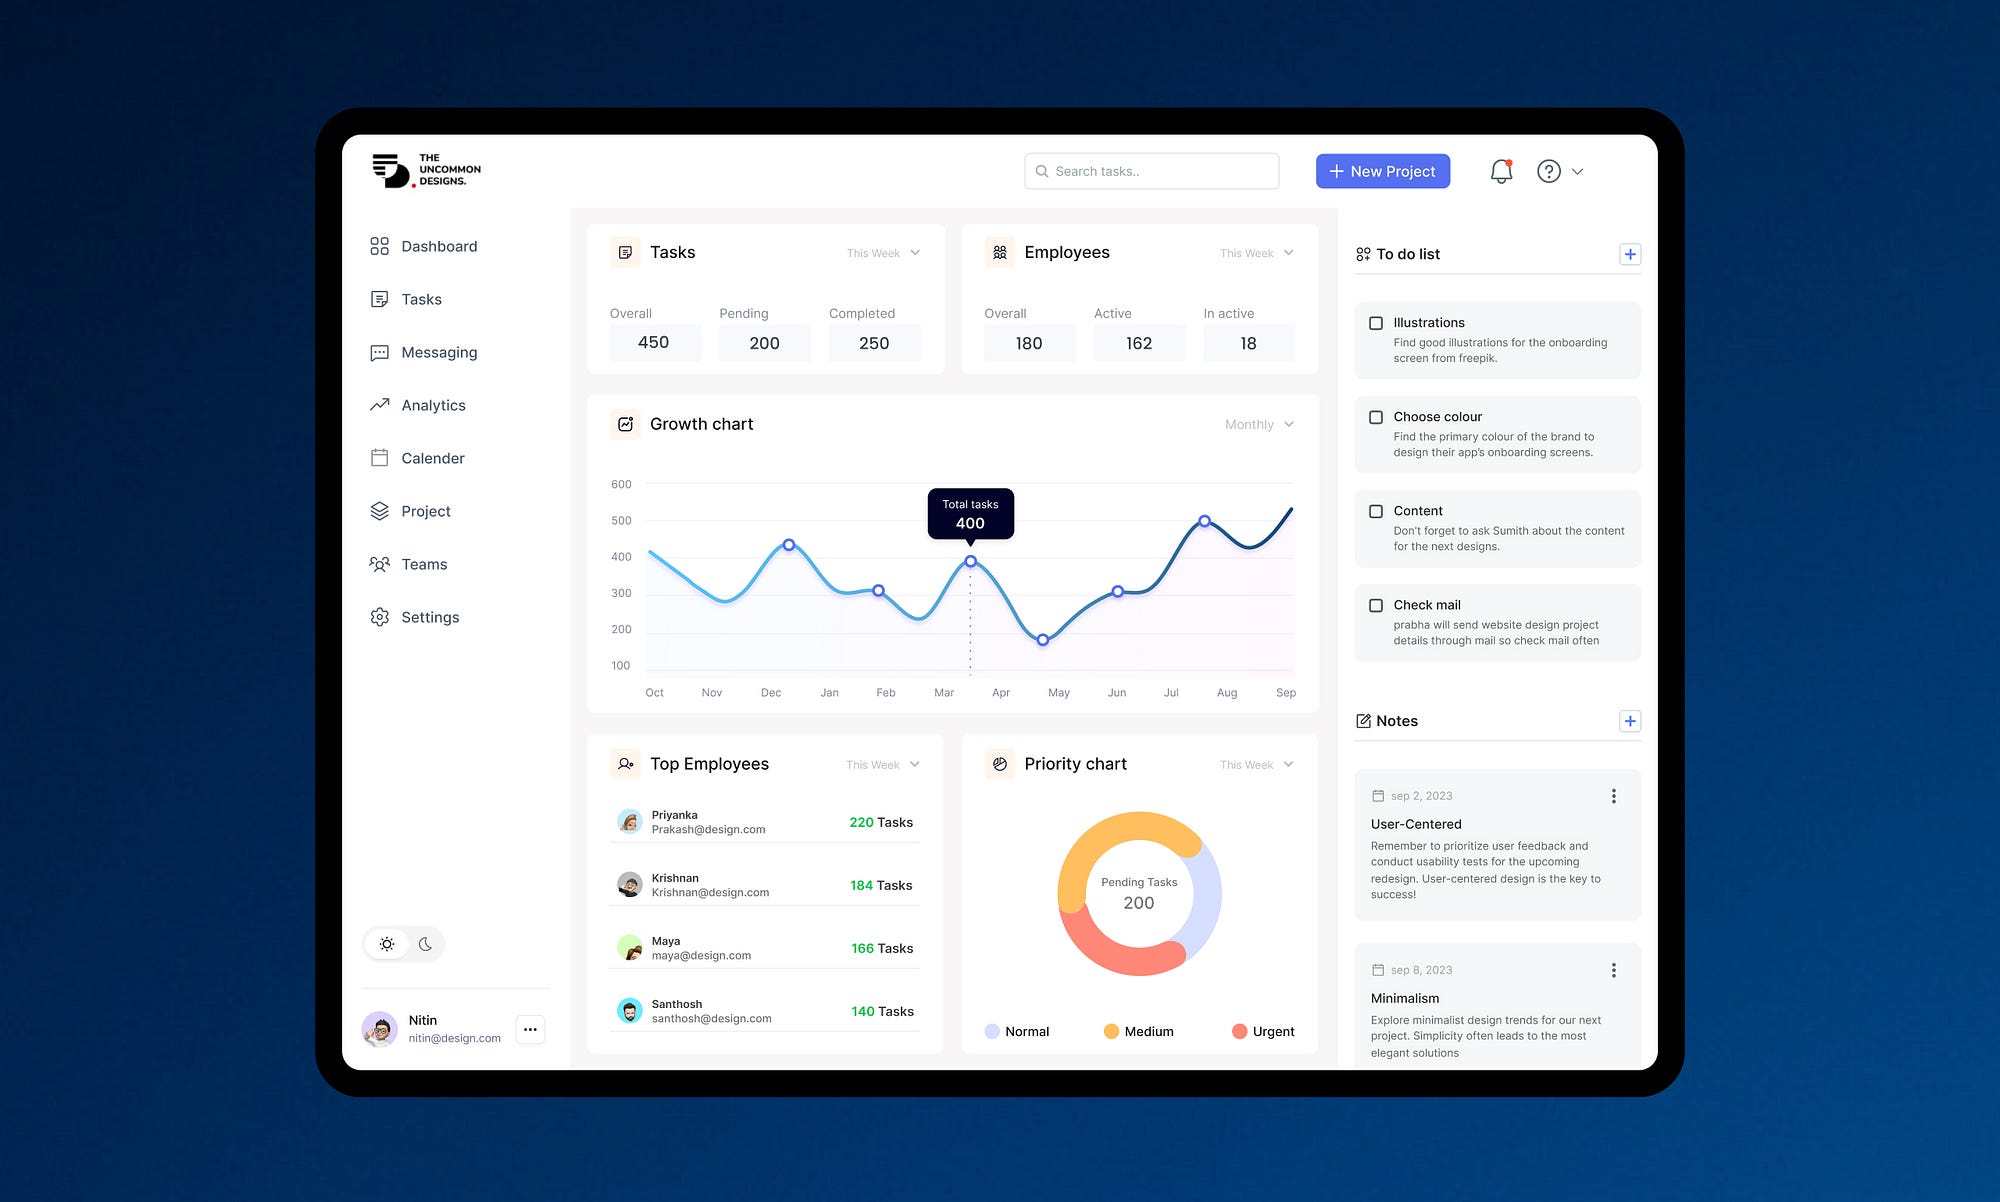 THE
UNCOMMON
DESIGNS.
Search tasks..
New Project
Dashboard
Tasks
Messaging
Analytics
Calender
Project
Teams
Settings
Nitin
nitin@design.com
Tasks
This Week
Overall
Pending
Completed
450
200
250
Employees
This Week
Overall
Active
In active
180
162
18
Growth chart
Monthly
600
500
400
300
200
100
Total tasks
400
Oct
Nov
Dec
Jan
Feb
Mar
Apr
May
Jun
Jul
Aug
Sep
Top Employees
This Week
Priyanka
Prakash@design.com
220 Tasks
Krishnan
Krishnan@design.com
184 Tasks
Maya
maya@design.com
166 Tasks
Santhosh
santhosh@design.com
140 Tasks
Priority chart
This Week
Pending Tasks
200
Normal
Medium
Urgent
To do list
Illustrations
Find good illustrations for the onboarding
screen from freepik.
Choose colour
Find the primary colour of the brand to
design their app's onboarding screens.
Content
Don't forget to ask Sumith about the content
for the next designs.
Check mail
prabha will send website design project
details through mail so check mail often
Notes
sep 2, 2023
User-Centered
Remember to prioritize user feedback and
conduct usability tests for the upcoming
redesign. User-centered design is the key to
success!
sep 8, 2023
Minimalism
Explore minimalist design trends for our next
project. Simplicity often leads to the most
elegant solutions